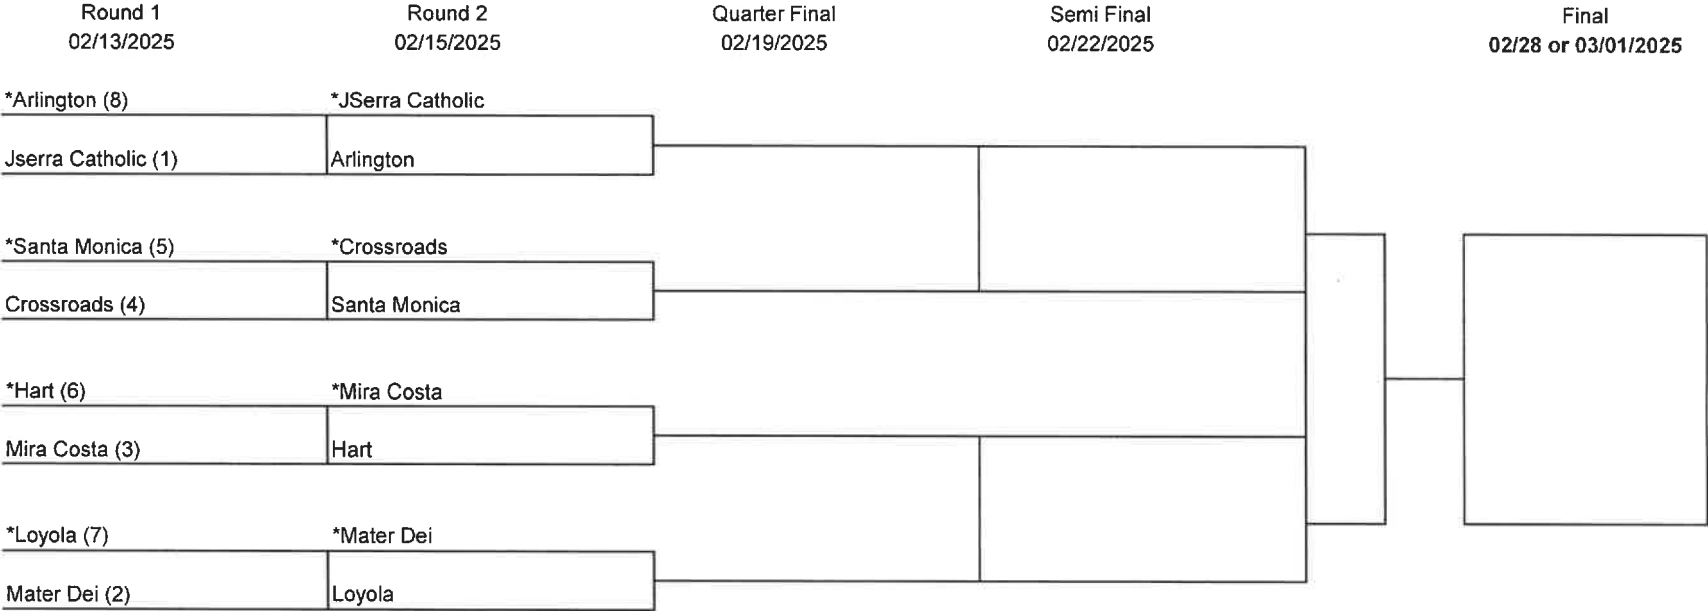 Round 1
02/13/2025
Round 2
02/15/2025
Quarter Final
02/19/2025
Semi Final
02/22/2025
Final
02/28 or 03/01/2025
*Arlington (8)
*JSerra Catholic
Jserra Catholic (1)
Arlington
*Santa Monica (5)
*Crossroads
Crossroads (4)
Santa Monica
*Hart (6)
*Mira Costa
Mira Costa (3)
Hart
*Loyola (7)
*Mater Dei
Mater Dei (2)
Loyola